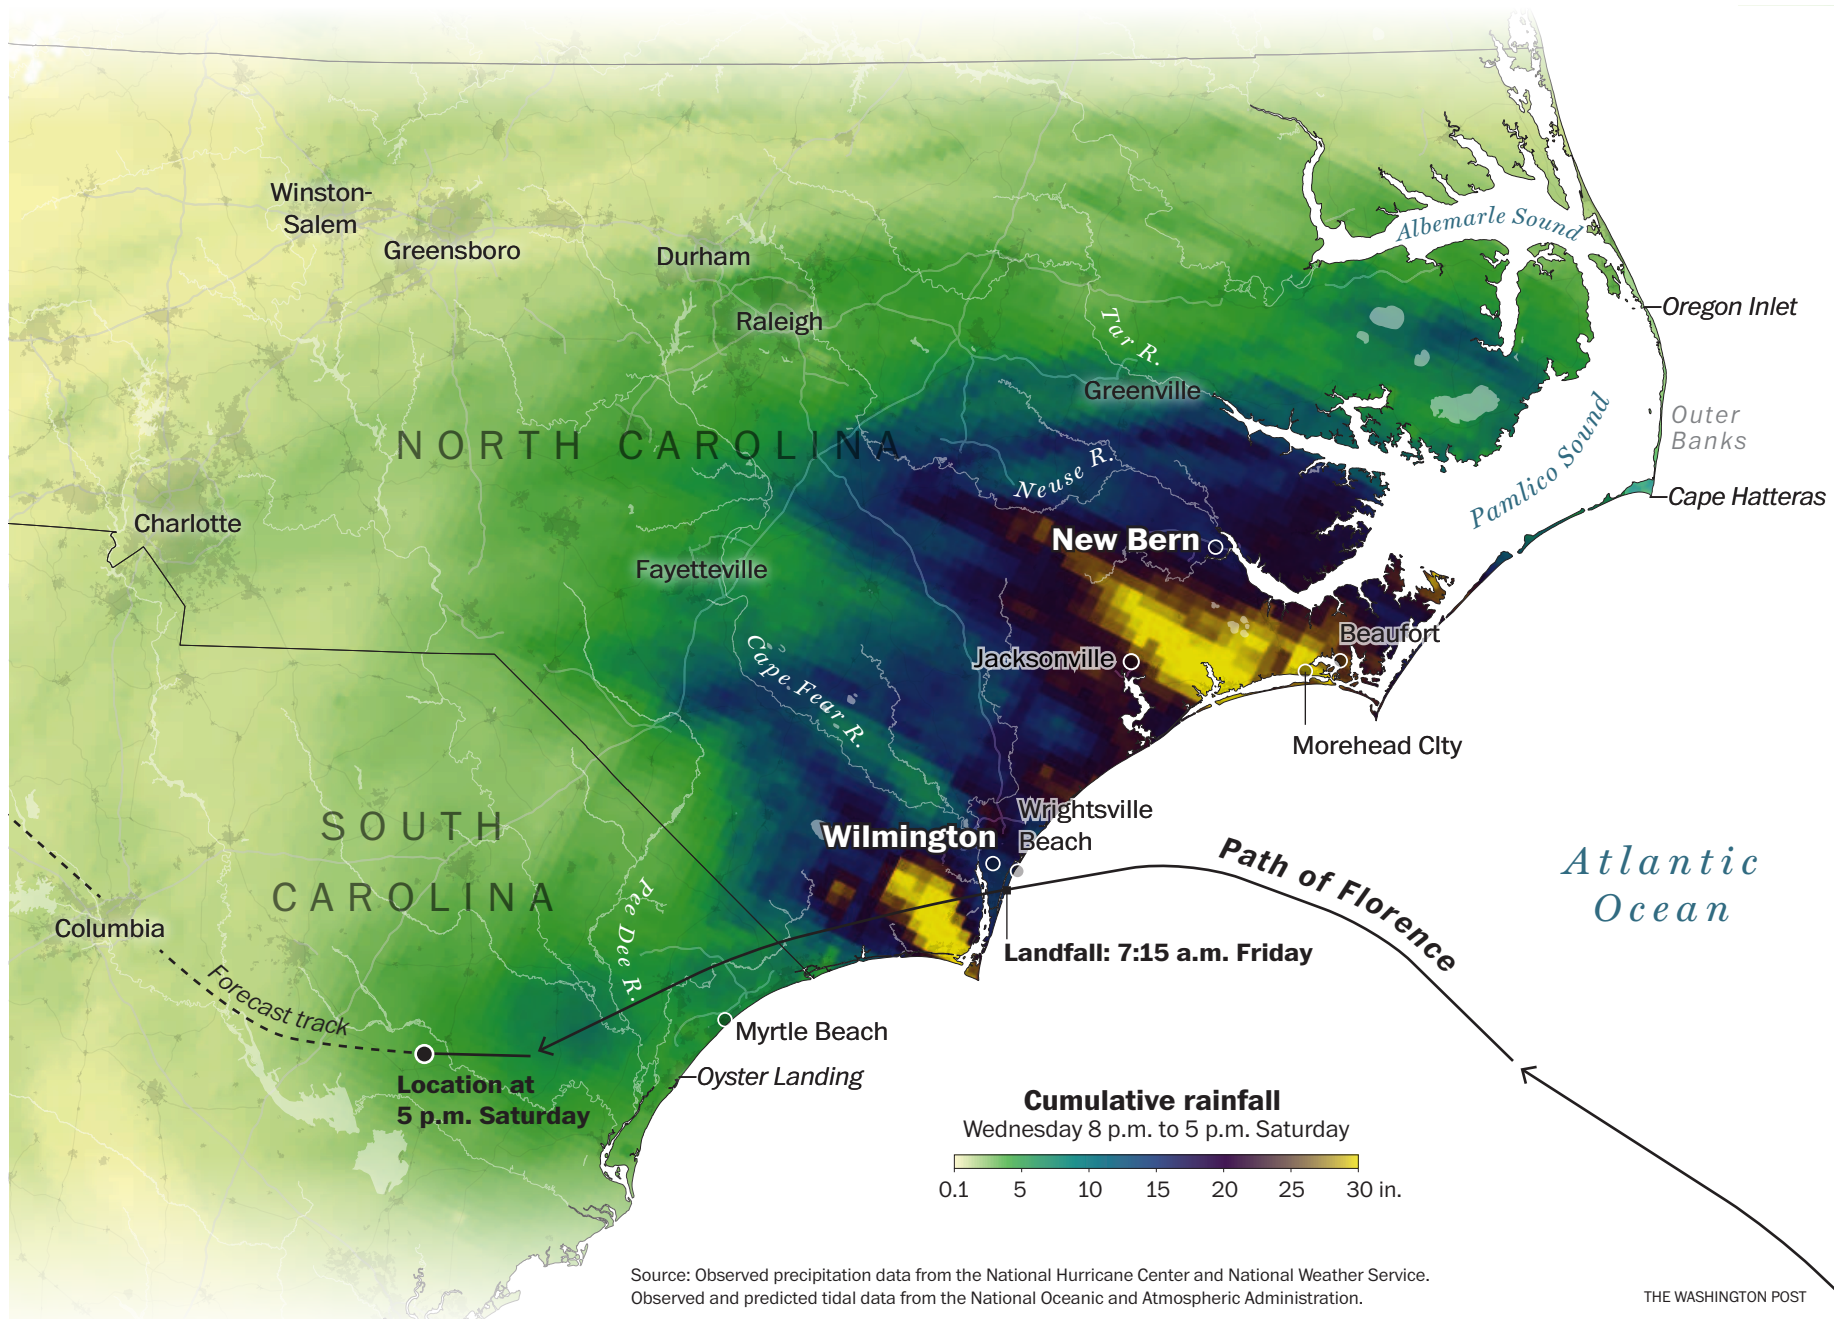 Winston-
Salem
Greensboro
Durham
Raleigh
Albemarle Sound
Oregon Inlet
Tar R.
Greenville
Outer
Banks
NORTH CAROLINA
Pamlico Sound
Neuse R.
Cape Hatteras
Charlotte
New Bern
Fayetteville
Beaufort
Jacksonville
Cape Fear R.
Morehead CIty
Wrightsville
Beach
Wilmington
SOUTH
CAROLINA
Path of Florence
Atlantic
Ocean
Pee Dee R.
Columbia
Landfall: 7:15 a.m. Friday
Forecast track
Myrtle Beach
Location at
5 p.m. Saturday
Oyster Landing
Cumulative rainfall
Wednesday 8 p.m. to 5 p.m. Saturday
0.1 5 10 15 20 25 30 in.
Source: Observed precipitation data from the National Hurricane Center and National Weather Service.
Observed and predicted tidal data from the National Oceanic and Atmospheric Administration.
THE WASHINGTON POST